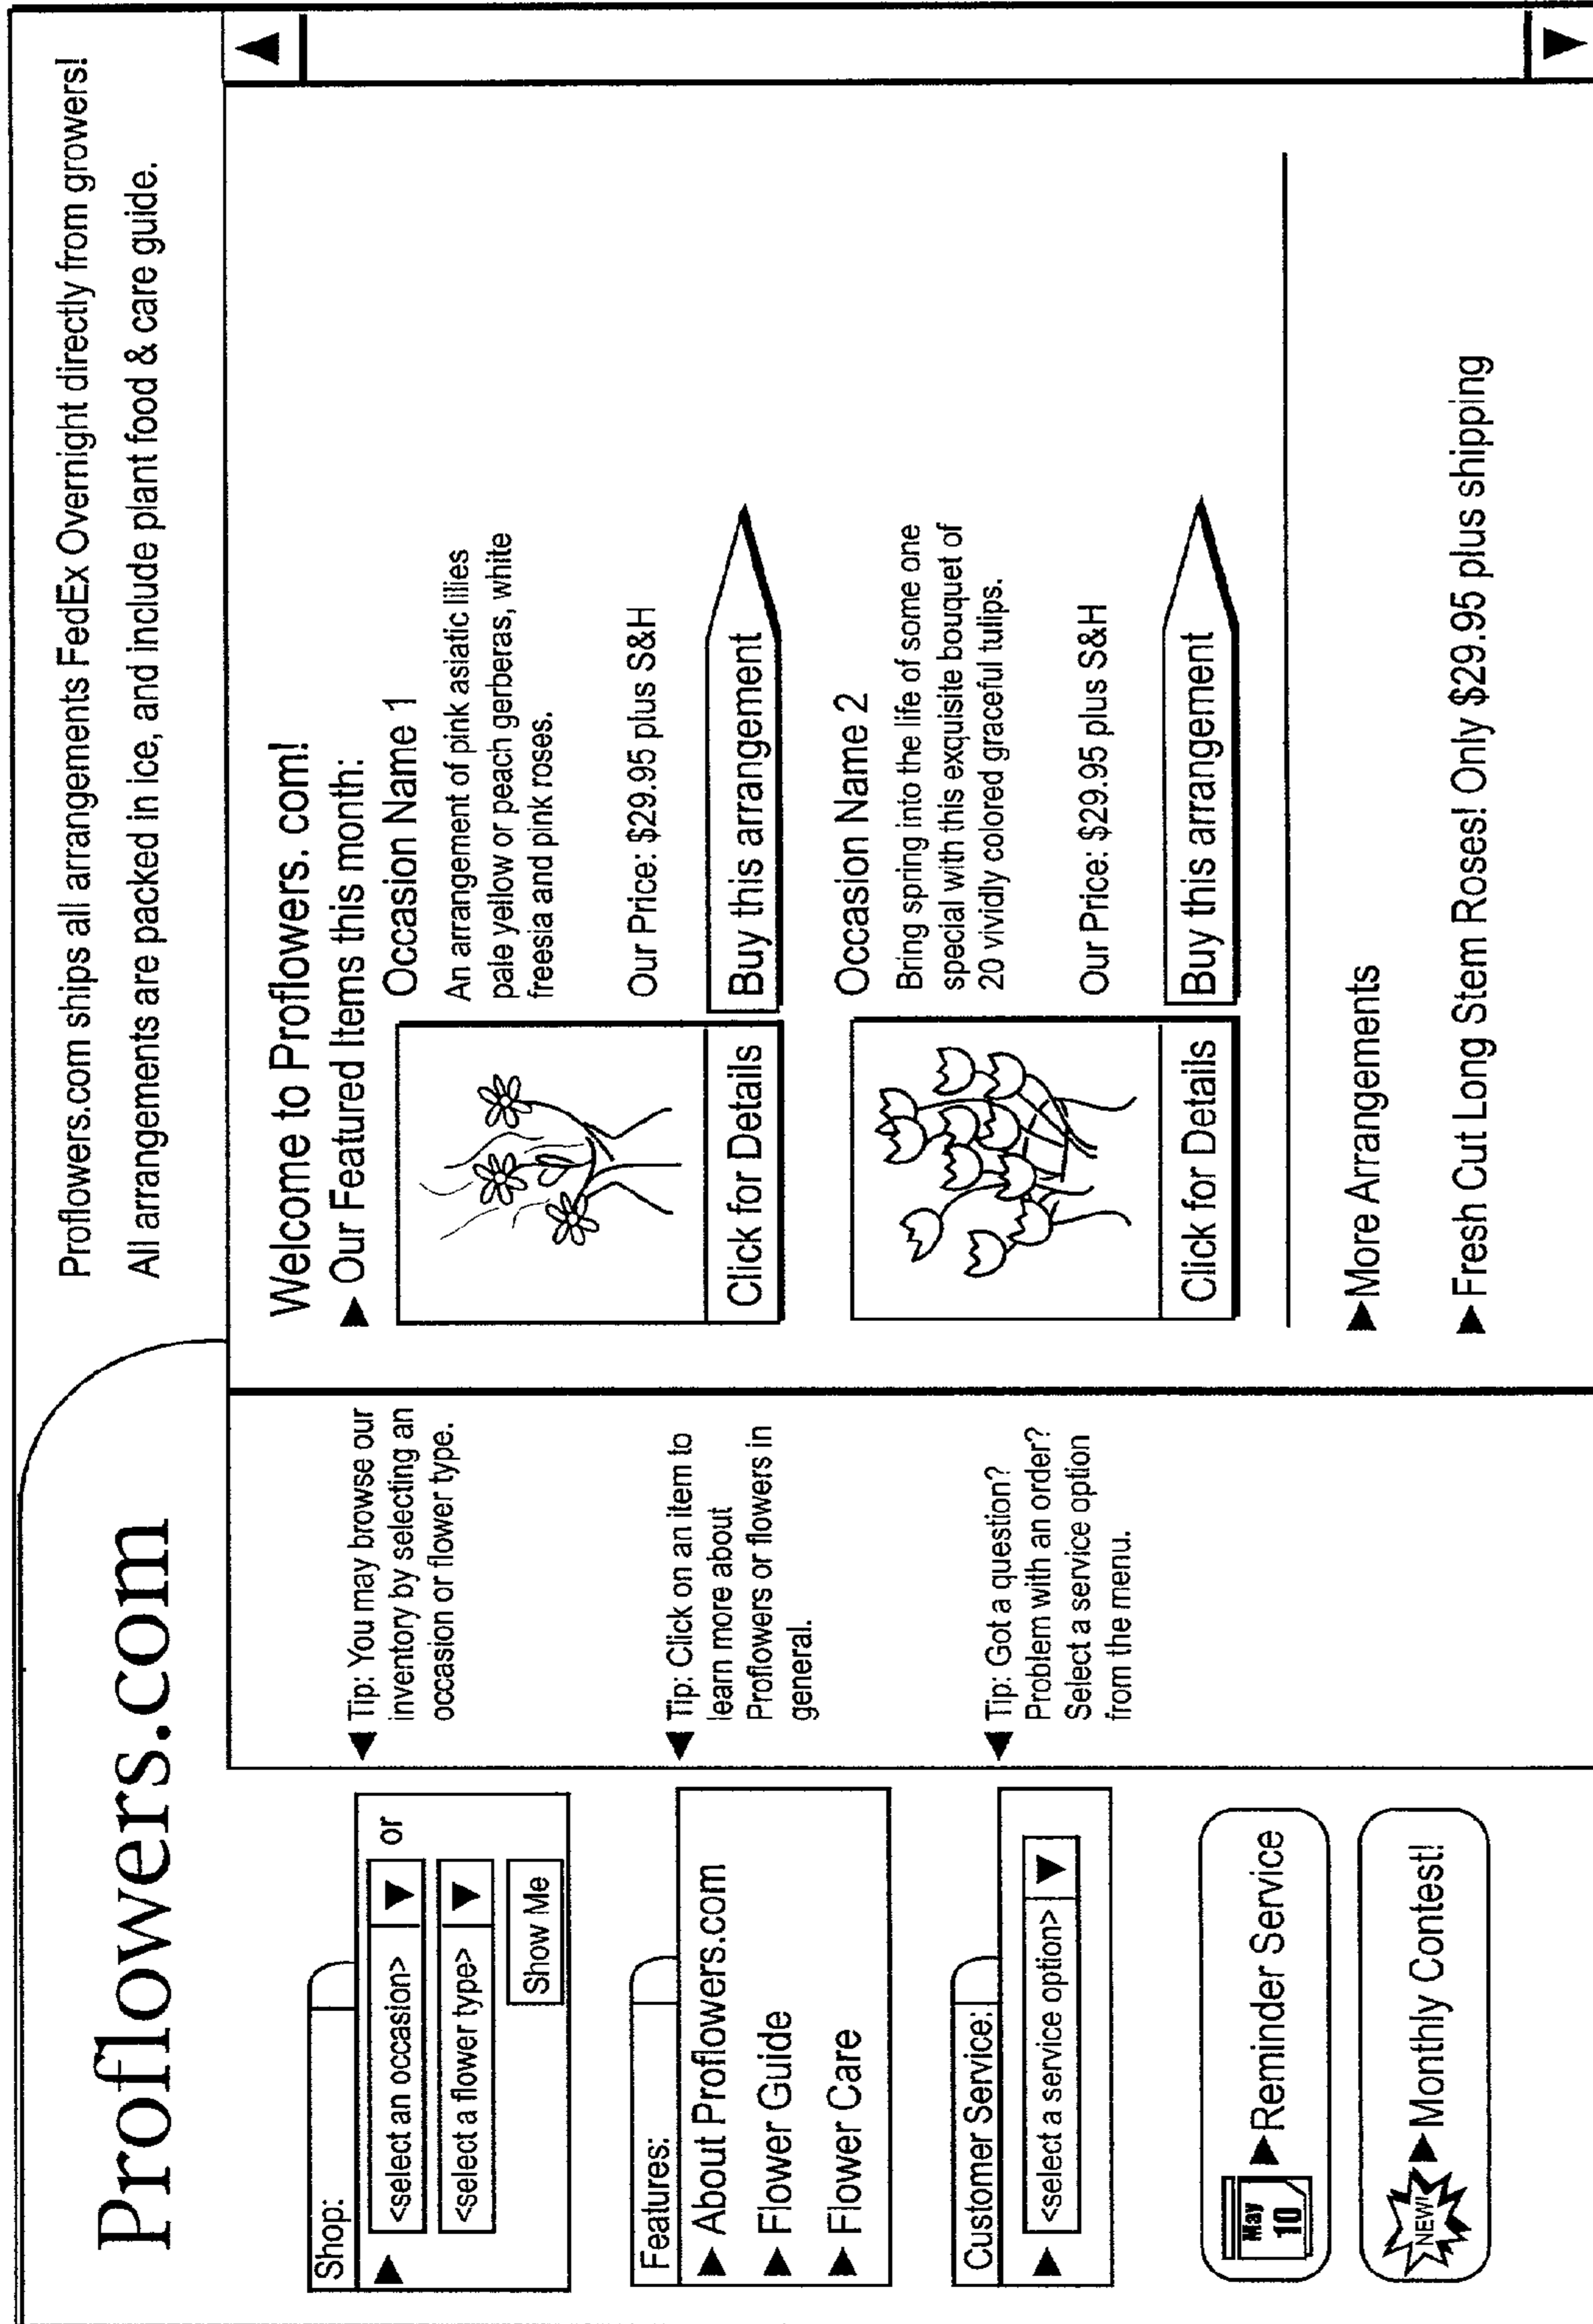 Proflowers.com
Proflowers.com ships all arrangements FedEx Overnight directly from growers!
All arrangements are packed in ice, and include plant food & care guide.
Shop:
<select an occasion>
or
<select a flower type>
Show Me
Tip: You may browse our
inventory by selecting an
occasion or flower type.
Features:
About Proflowers.com
Flower Guide
Flower Care
Tip: Click on an item to
learn more about
Proflowers or flowers in
general.
Customer Service:
<select a service option>
Tip: Got a question?
Problem with an order?
Select a service option
from the menu.
May
10
Reminder Service
NEW!
Monthly Contest!
Welcome to Proflowers. com!
Our Featured Items this month:
Occasion Name 1
An arrangement of pink asiatic lilies
pale yellow or peach gerberas, white
freesia and pink roses.
Our Price: $29.95 plus S&H
Click for Details
Buy this arrangement
Occasion Name 2
Bring spring into the life of some one
special with this exquisite bouquet of
20 vividly colored graceful tulips.
Our Price: $29.95 plus S&H
Click for Details
Buy this arrangement
More Arrangements
Fresh Cut Long Stem Roses! Only $29.95 plus shipping